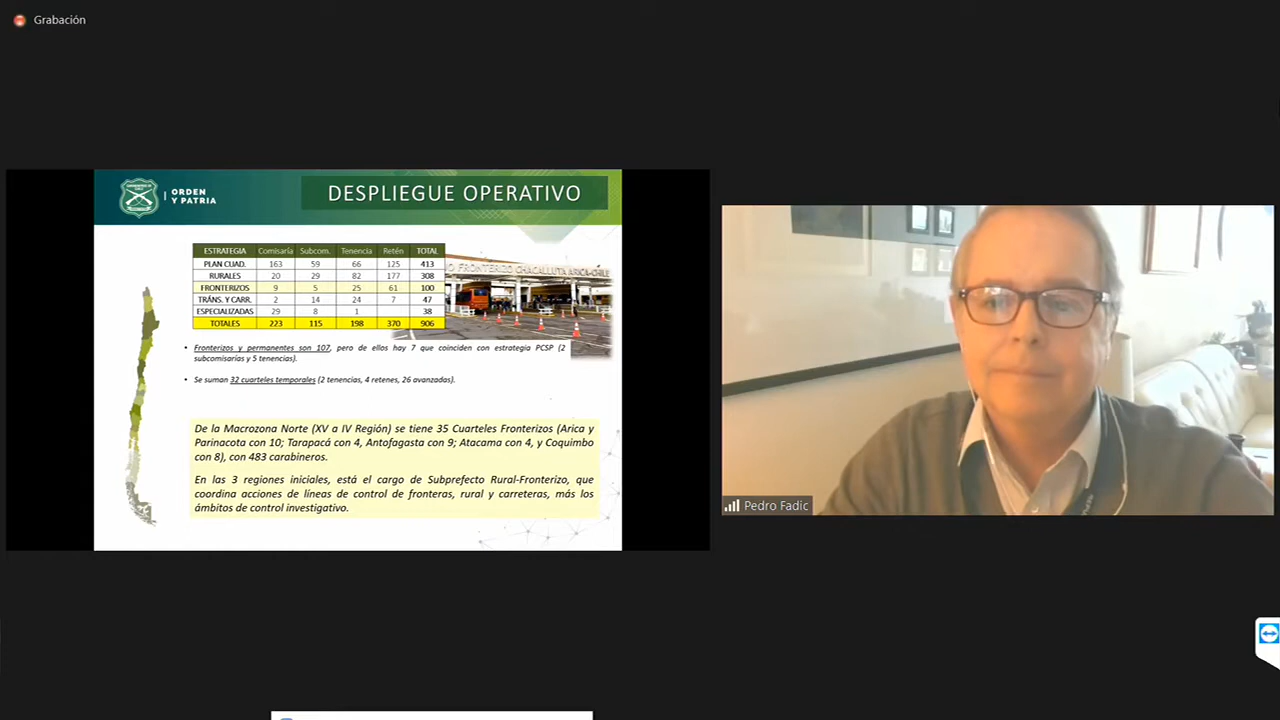 Grabación
ORDEN
Y PATRIA
DESPLIEGUE OPERATIVO
ESTRATEGIA Comisaría Subcom. Tenencia Retén TOTAL
PLAN CUAD. 163 59 66 125 413
RURALES 20 29 82 177 308
FRONTERIZOS 9 5 25 61 100
TRÁNS. Y CARR. 2 14 24 7 47
ESPECIALIZADAS 29 8 1 38
TOTALES 223 115 198 370 906
O FRONTERIZO CHACALLUTA ARICA-CHILE
• Fronterizos y permanentes son 107, pero de ellos hay 7 que coinciden con estrategia PCSP (2
subcomisarías y 5 tenencias).
• Se suman 32 cuarteles temporales (2 tenencias, 4 retenes, 26 avanzadas).
De la Macrozona Norte (XV a IV Región) se tiene 35 Cuarteles Fronterizos (Arica y
Parinacota con 10; Tarapacá con 4, Antofagasta con 9; Atacama con 4, y Coquimbo
con 8), con 483 carabineros.
En las 3 regiones iniciales, está el cargo de Subprefecto Rural-Fronterizo, que
coordina acciones de líneas de control de fronteras, rural y carreteras, más los
ámbitos de control investigativo.
Pedro Fadic